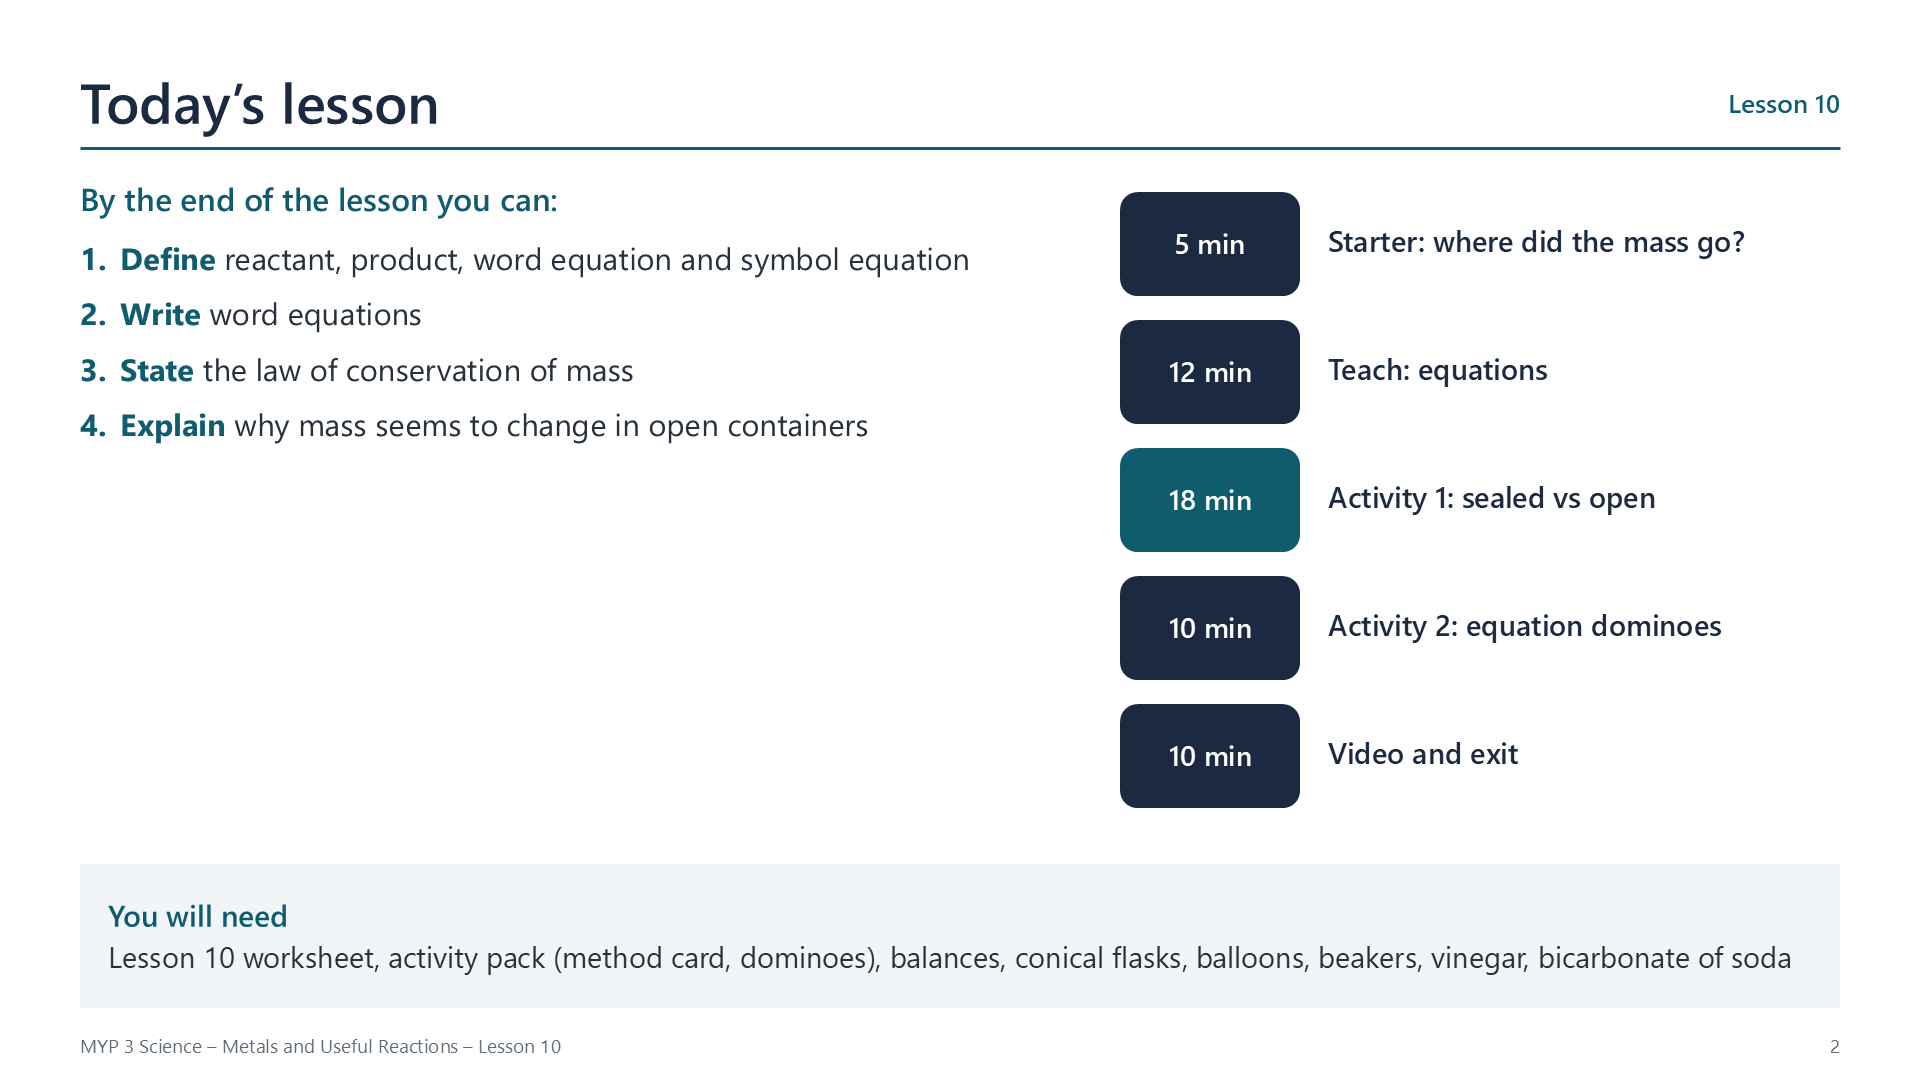 Today’s lesson
Lesson 10
By the end of the lesson you can:
1. Define reactant, product, word equation and symbol equation
2. Write word equations
3. State the law of conservation of mass
4. Explain why mass seems to change in open containers
5 min
Starter: where did the mass go?
12 min
Teach: equations
18 min
Activity 1: sealed vs open
10 min
Activity 2: equation dominoes
10 min
Video and exit
You will need
Lesson 10 worksheet, activity pack (method card, dominoes), balances, conical flasks, balloons, beakers, vinegar, bicarbonate of soda
MYP 3 Science – Metals and Useful Reactions – Lesson 10
2